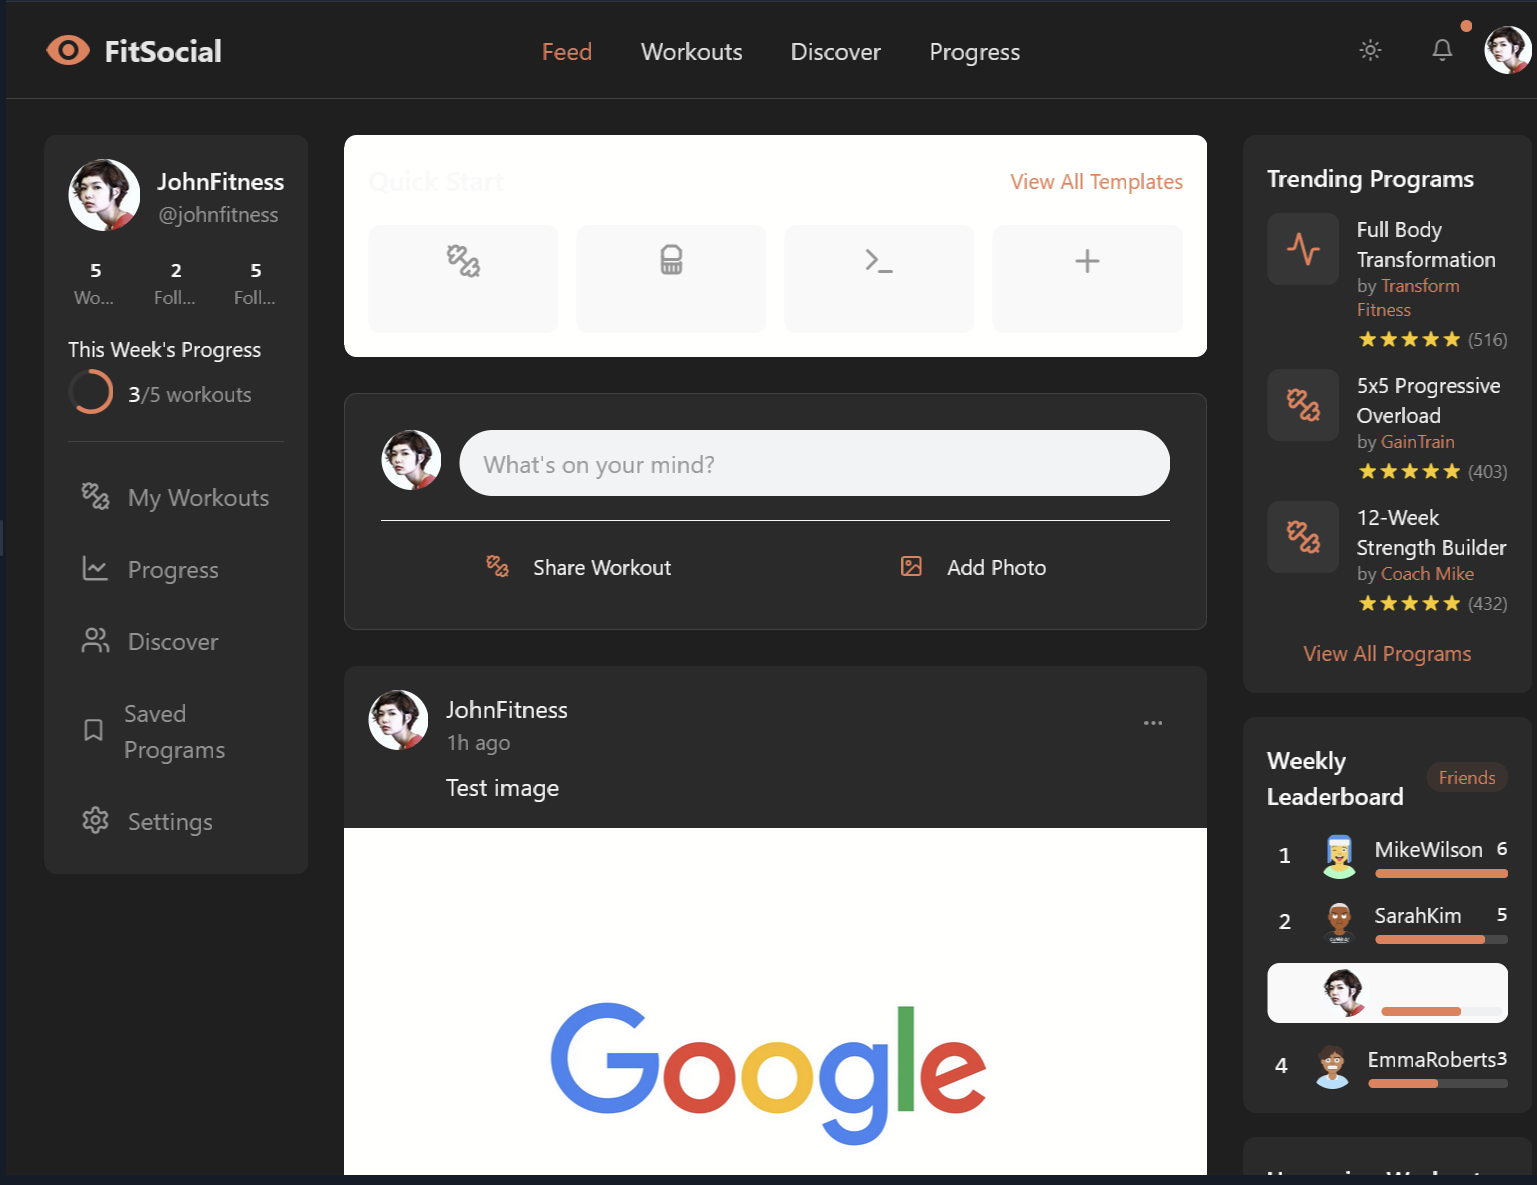 FitSocial
Feed
Workouts
Discover
Progress
JohnFitness
@johnfitness
5
2
5
Wo...
Foll...
Foll...
This Week's Progress
3/5 workouts
My Workouts
Progress
Discover
Saved
Programs
Settings
Quick Start
View All Templates
What's on your mind?
Share Workout
Add Photo
JohnFitness
1h ago
Test image
Google
Trending Programs
Full Body
Transformation
by Transform
Fitness
(516)
5x5 Progressive
Overload
by GainTrain
(403)
12-Week
Strength Builder
by Coach Mike
(432)
View All Programs
Weekly
Leaderboard
Friends
1
MikeWilson
6
2
SarahKim
5
4
EmmaRoberts
3